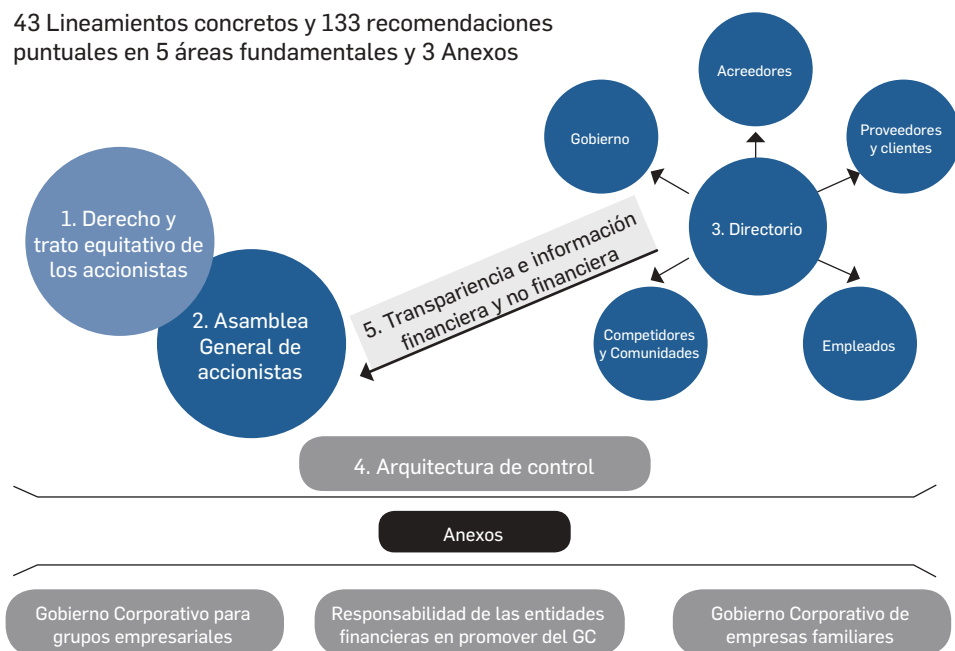 43 Lineamientos concretos y 133 recomendaciones
puntuales en 5 áreas fundamentales y 3 Anexos
Acreedores
Gobierno
Proveedores
y clientes
1. Derecho y
trato equitativo de
los accionistas
3. Directorio
5. Transparencia e información
financiera y no financiera
2. Asamblea
General de
accionistas
Competidores
y Comunidades
Empleados
4. Arquitectura de control
Anexos
Gobierno Corporativo para
grupos empresariales
Responsabilidad de las entidades
financieras en promover del GC
Gobierno Corporativo de
empresas familiares